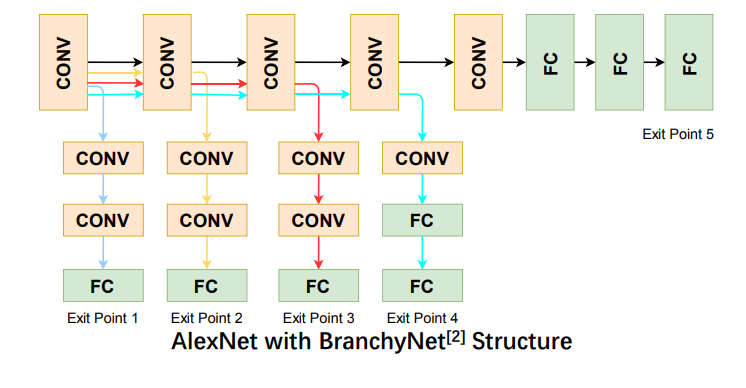 CONV CONV CONV CONV CONV FC FC FC
Exit Point 5
CONV CONV CONV CONV
CONV CONV CONV FC
FC FC FC FC
Exit Point 1 Exit Point 2 Exit Point 3 Exit Point 4
AlexNet with BranchyNet[2] Structure